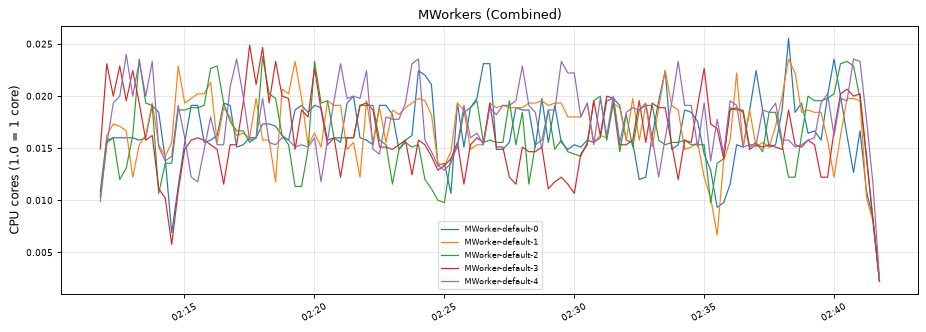 MWorkers (Combined)
CPU cores (1.0 = 1 core)
0.025
0.020
0.015
0.010
0.005
MWorker-default-0
MWorker-default-1
MWorker-default-2
MWorker-default-3
MWorker-default-4
02:15
02:20
02:25
02:30
02:35
02:40